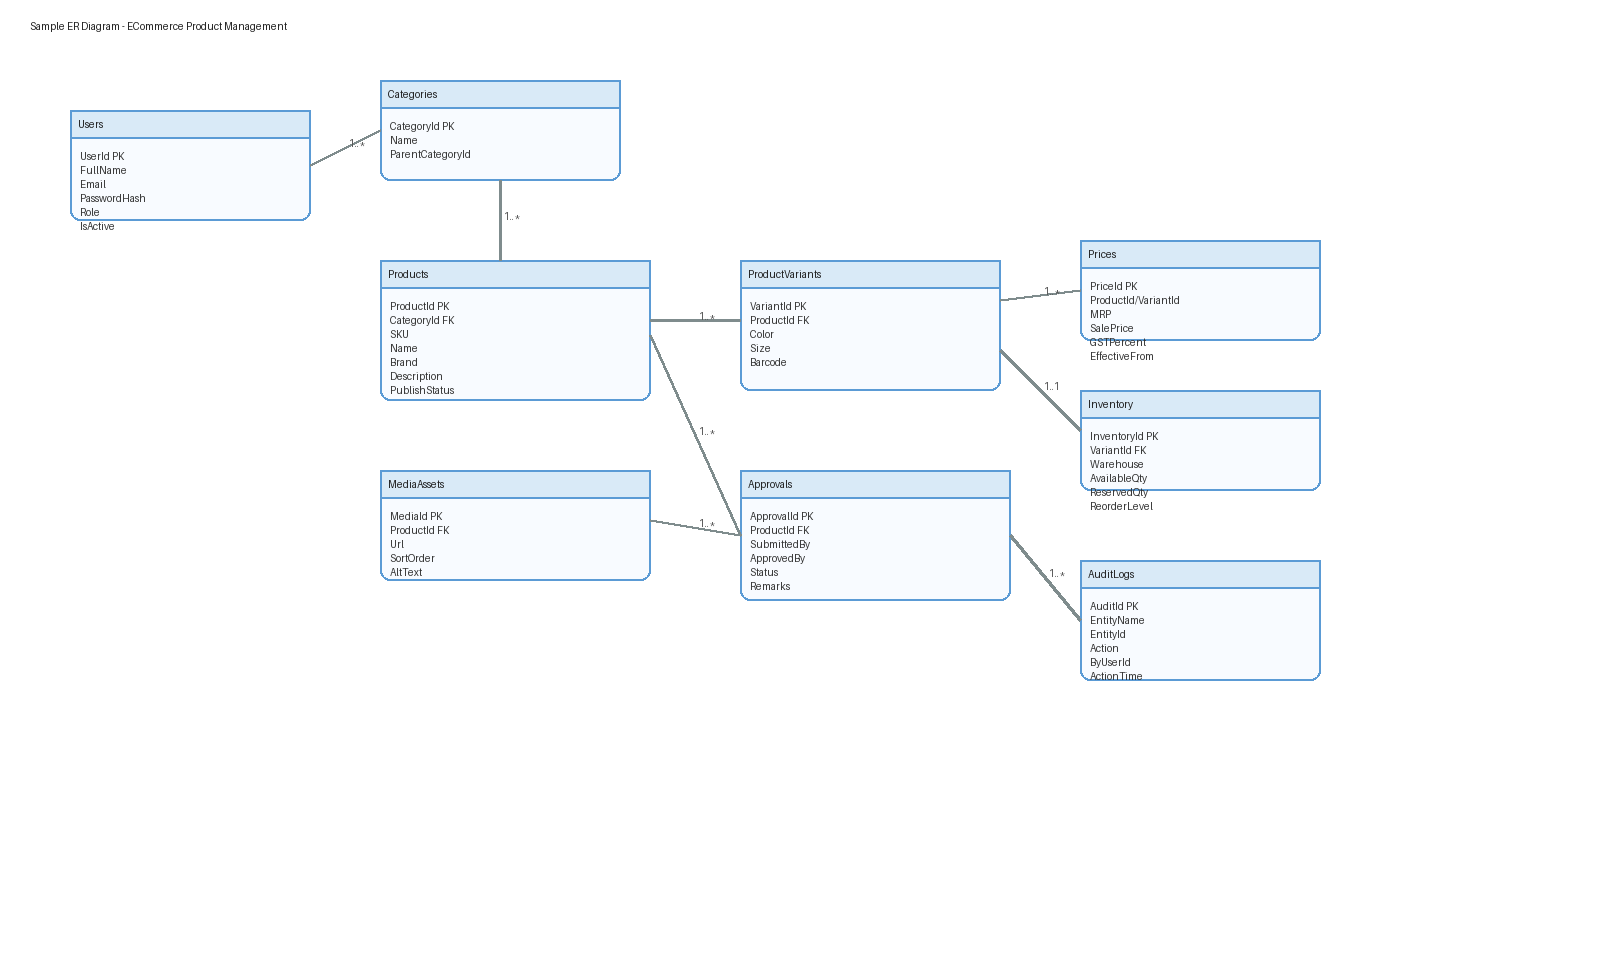 Sample ER Diagram - ECommerce Product Management
Categories
CategoryId PK
Name
ParentCategoryId
Users
UserId PK
FullName
Email
PasswordHash
Role
IsActive
1..*
1..*
Products
ProductId PK
CategoryId FK
SKU
Name
Brand
Description
PublishStatus
1..*
ProductVariants
VariantId PK
ProductId FK
Color
Size
Barcode
1..*
Prices
PriceId PK
ProductId/VariantId
MRP
SalePrice
GSTPercent
EffectiveFrom
1..1
Inventory
InventoryId PK
VariantId FK
Warehouse
AvailableQty
ReservedQty
ReorderLevel
1..*
MediaAssets
MediaId PK
ProductId FK
Url
SortOrder
AltText
1..*
Approvals
ApprovalId PK
ProductId FK
SubmittedBy
ApprovedBy
Status
Remarks
1..*
AuditLogs
AuditId PK
EntityName
EntityId
Action
ByUserId
ActionTime